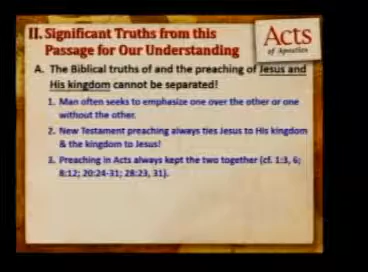 II. Significant Truths from this
Passage for Our Understanding
Acts
of Apostles
A. The Biblical truths of and the preaching of Jesus and
His kingdom cannot be separated!
1. Man often seeks to emphasize one over the other or one
without the other.
2. New Testament preaching always ties Jesus to His kingdom
& the kingdom to Jesus!
3. Preaching in Acts always kept the two together (cf. 1:3, 6;
8:12; 20:24-31; 28:23, 31).